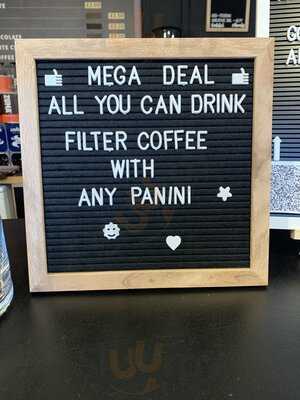 MEGA DEAL
ALL YOU CAN DRINK
FILTER COFFEE
WITH
ANY PANINI